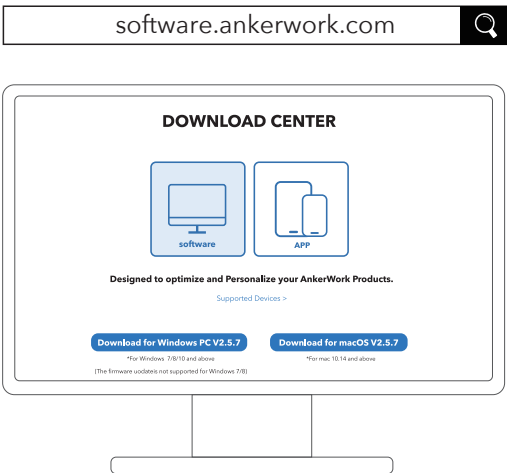 software.ankerwork.com
DOWNLOAD CENTER
software
APP
Designed to optimize and Personalize your AnkerWork Products.
Supported Devices >
Download for Windows PC V2.5.7
Download for macOS V2.5.7
*For Windows 7/8/10 and above
*For mac 10.14 and above
(The firmware uodateis not supported for Windows 7/8)